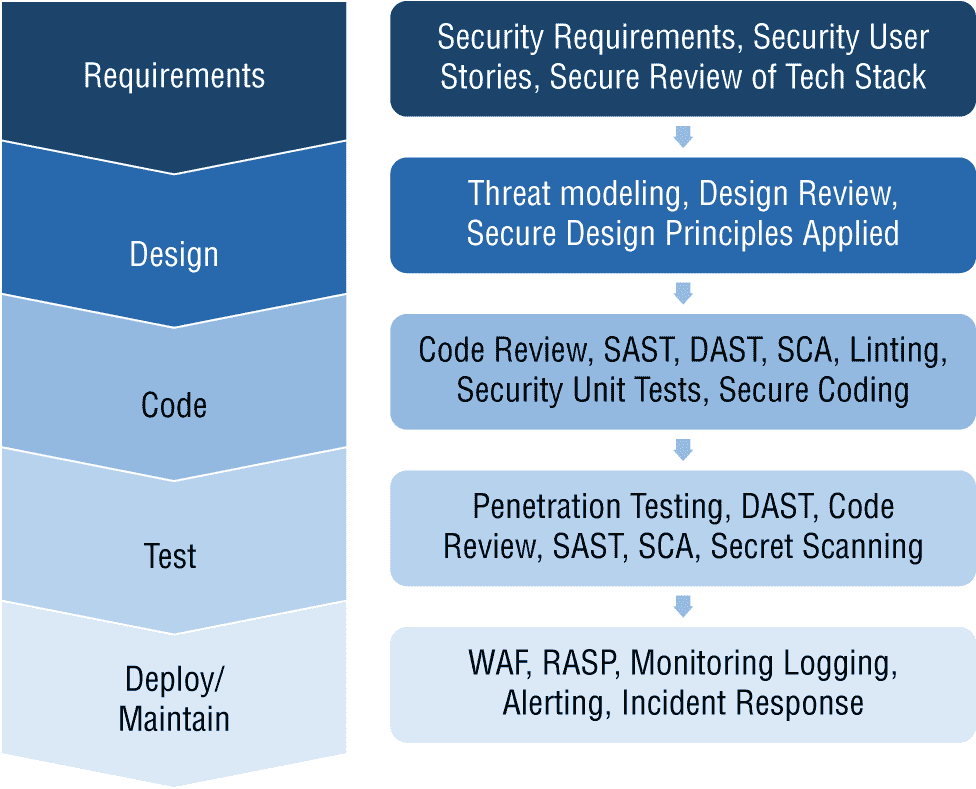 Requirements
Security Requirements, Security User
Stories, Secure Review of Tech Stack
Design
Threat modeling, Design Review,
Secure Design Principles Applied
Code
Code Review, SAST, DAST, SCA, Linting,
Security Unit Tests, Secure Coding
Test
Penetration Testing, DAST, Code
Review, SAST, SCA, Secret Scanning
Deploy/
Maintain
WAF, RASP, Monitoring Logging,
Alerting, Incident Response